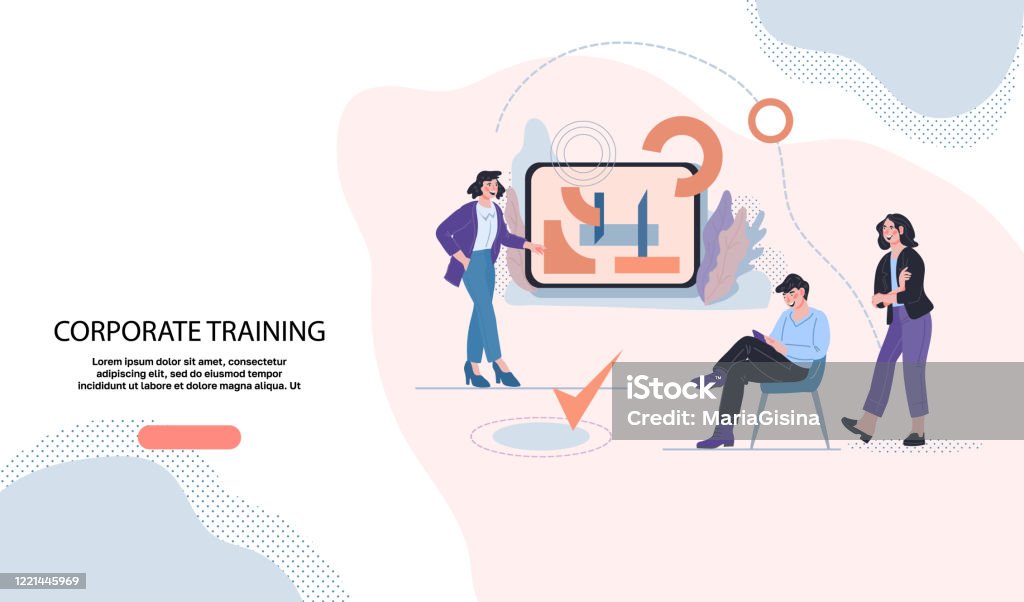 CORPORATE TRAINING
Lorem ipsum dolor sit amet, consectetur
adipiscing elit, sed do eiusmod tempor
incididunt ut labore et dolore magna aliqua. Ut
iStock
Credit: MariaGisina
1221445969